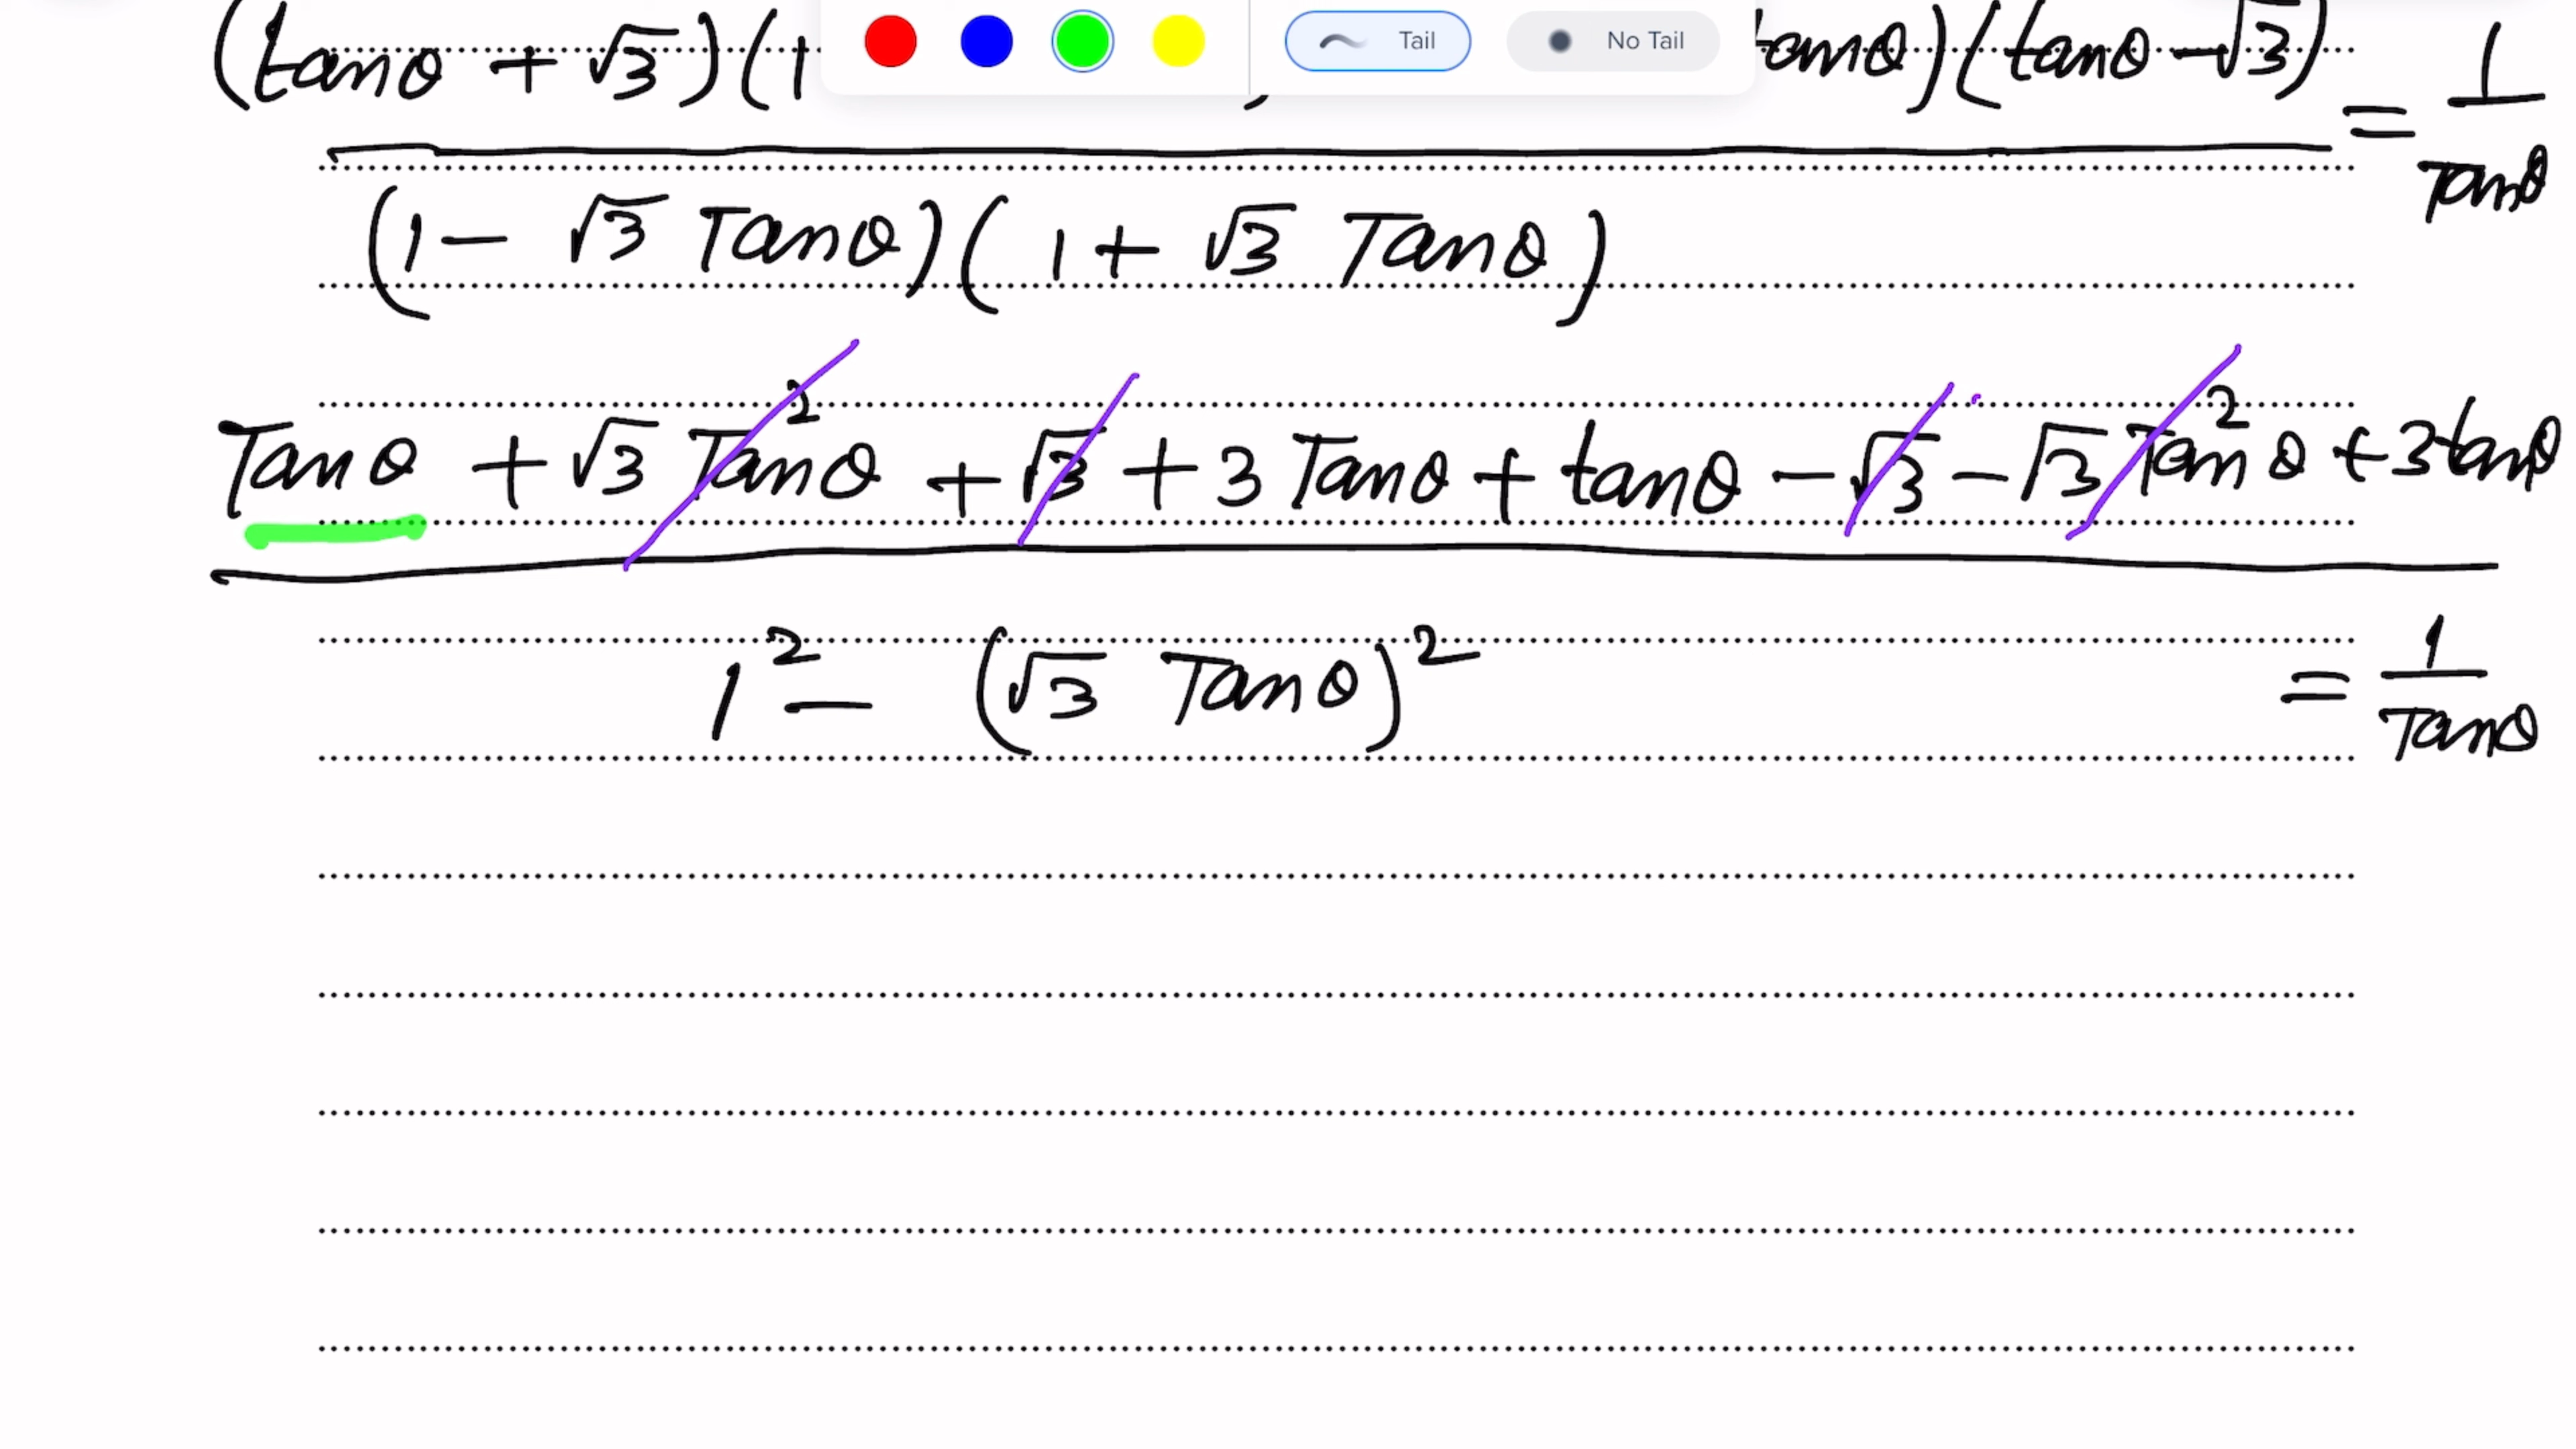 (tanθ + √3)(1 Tail No Tail tanθ)(tanθ -√3) = 1/Tanθ
(1 - √3 Tanθ)(1 + √3 Tanθ)
Tanθ + √3 Tan²θ + √3 + 3 Tanθ + tanθ - √3 - √3 Tan²θ + 3tanθ
1² - (√3 Tanθ)² = 1/Tanθ